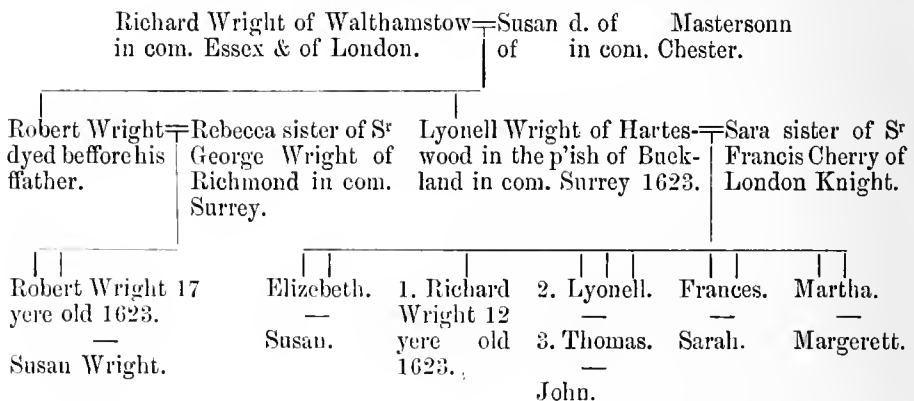 Richard Wright of Walthamstow=Susan d. of Mastersonn
in com. Essex & of London. of in com. Chester.
Robert Wright=Rebecca sister of Sr
dyed beffore his George Wright of
ffather. Richmond in com.
Surrey.
Lyonell Wright of Hartes-=Sara sister of Sr
wood in the p'ish of Buck- Francis Cherry of
land in com. Surrey 1623. London Knight.
Robert Wright 17
yere old 1623.
—
Susan Wright.
Elizebeth.
—
Susan.
1. Richard
Wright 12
yere old
1623.
2. Lyonell.
—
3. Thomas.
—
John.
Frances.
—
Sarah.
Martha.
—
Margerett.